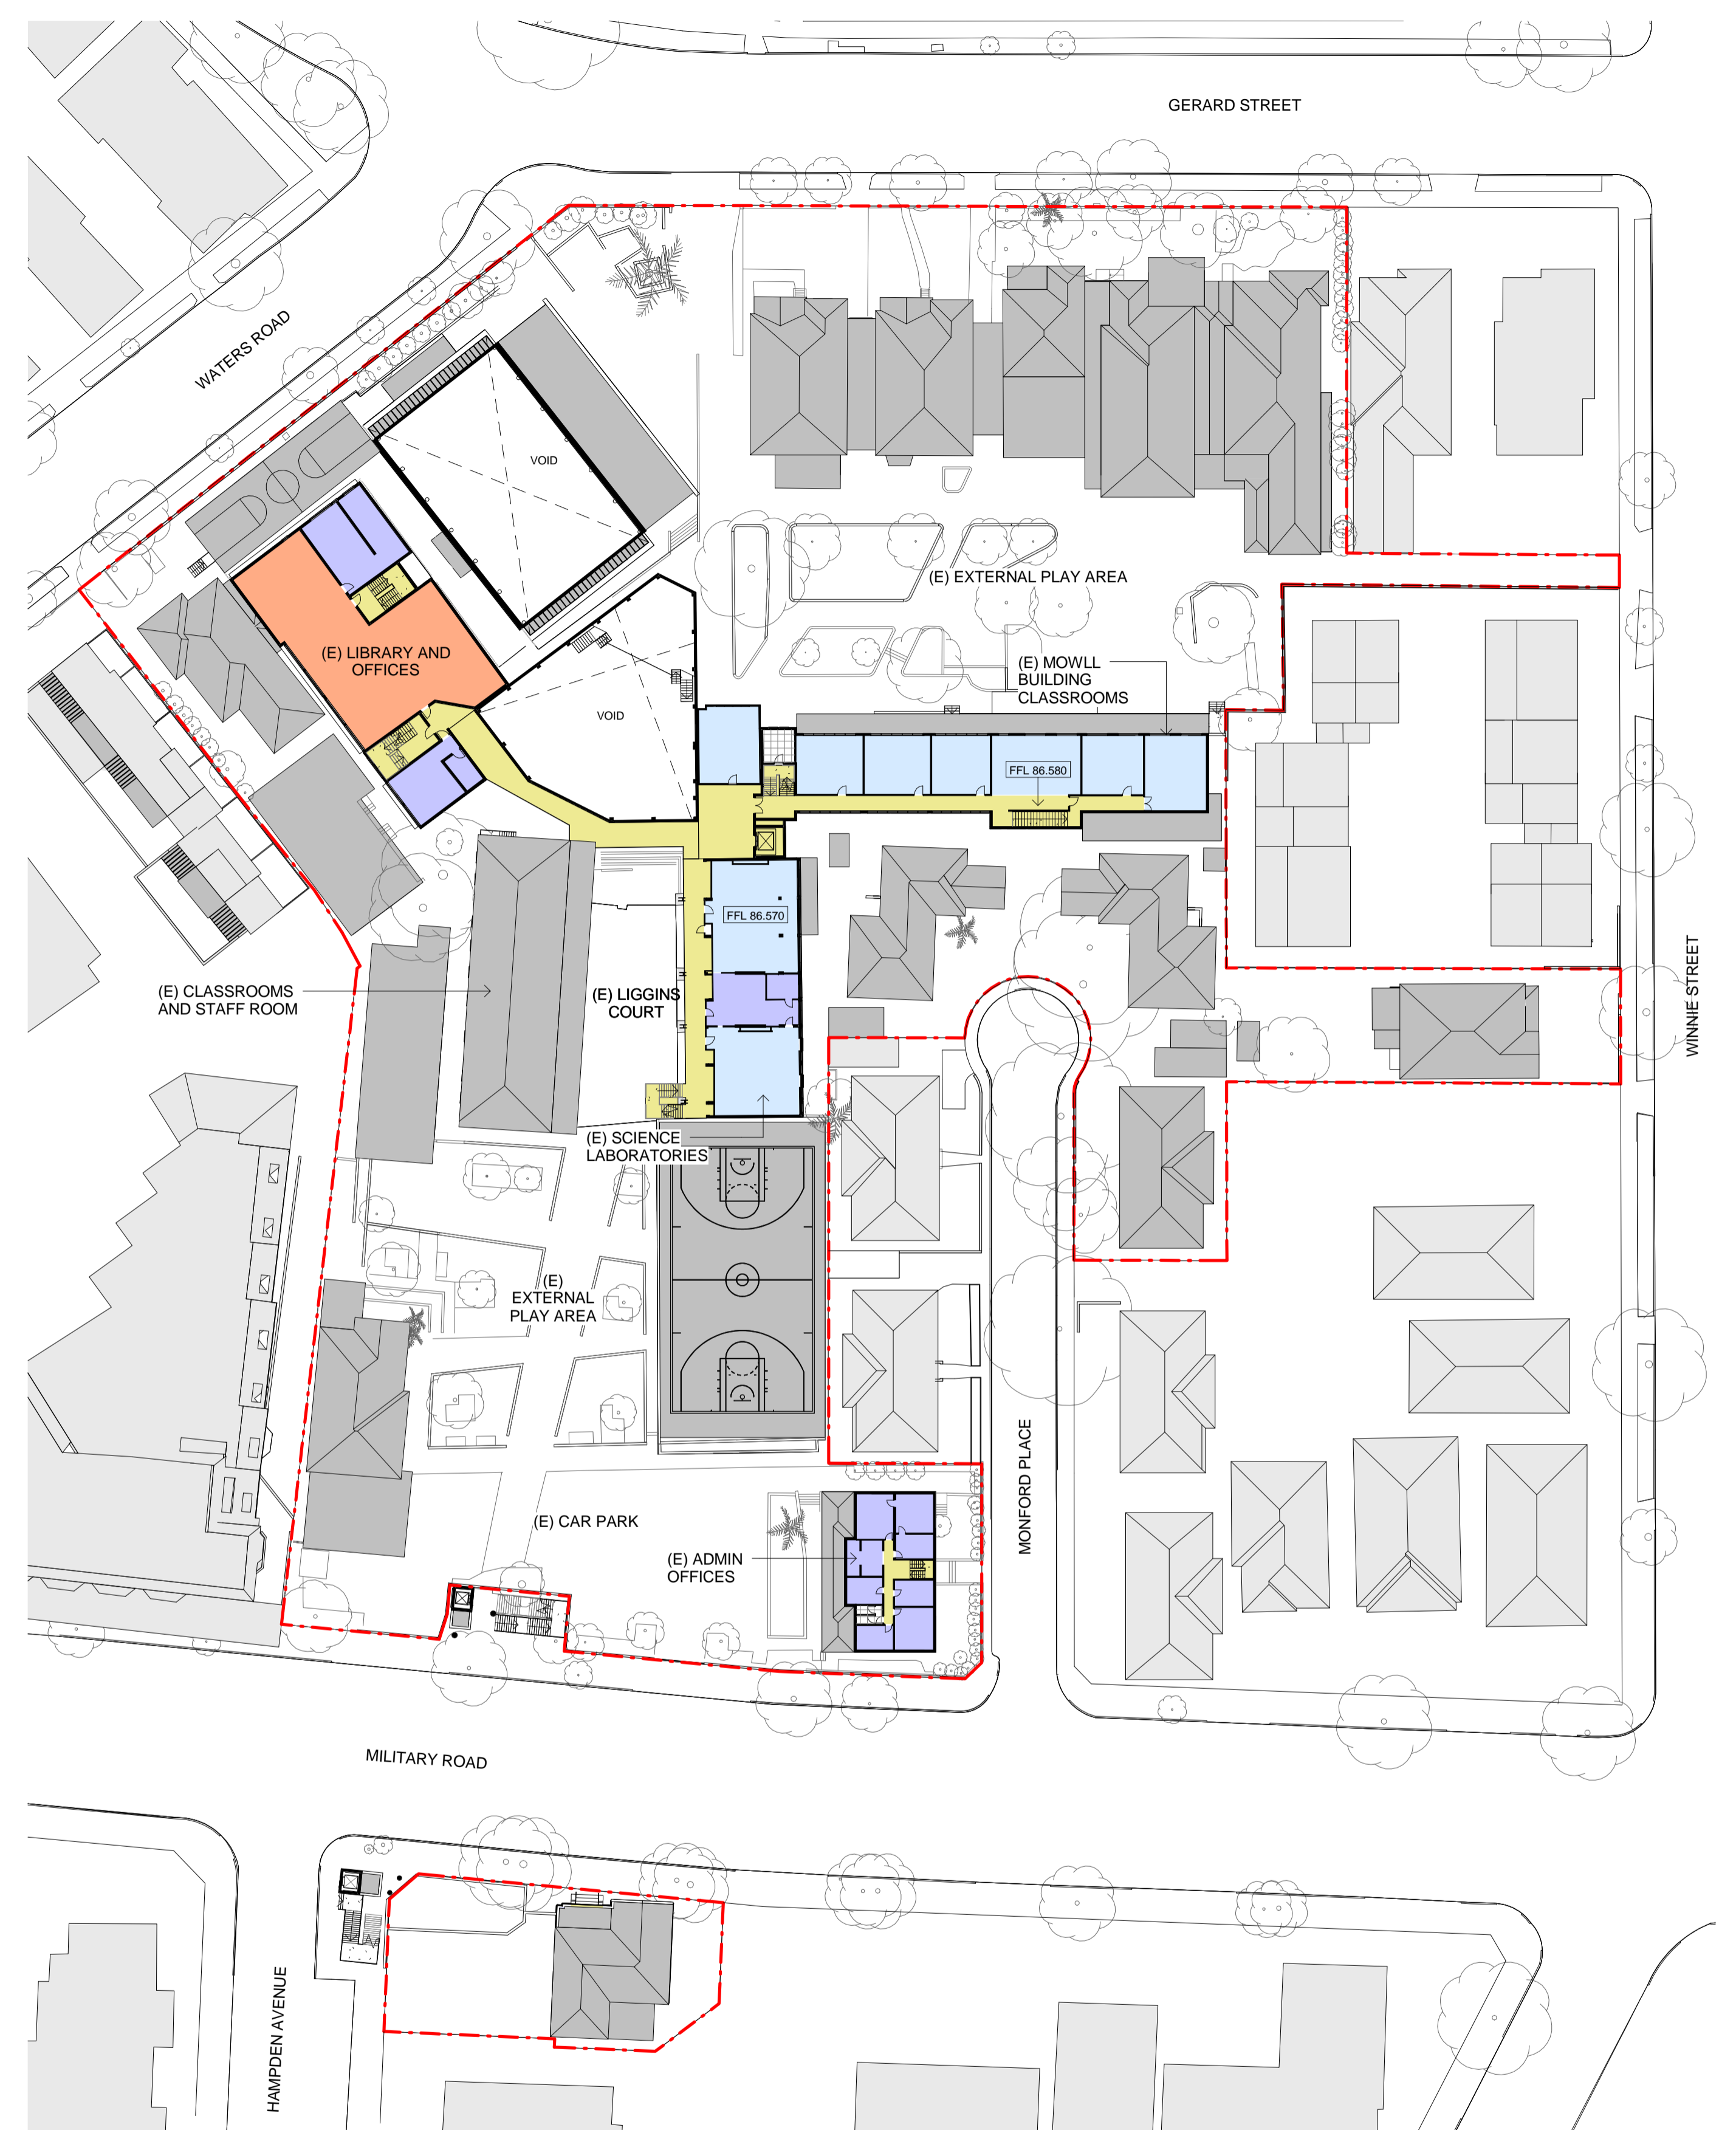 GERARD STREET
WATERS ROAD
VOID
(E) EXTERNAL PLAY AREA
(E) LIBRARY AND
OFFICES
(E) MOWLL
BUILDING
CLASSROOMS
VOID
FFL 86.580
FFL 86.570
(E) CLASSROOMS
AND STAFF ROOM
(E) LIGGINS
COURT
WINNIE STREET
(E) SCIENCE
LABORATORIES
(E)
EXTERNAL
PLAY AREA
MONFORD PLACE
(E) CAR PARK
(E) ADMIN
OFFICES
MILITARY ROAD
HAMPDEN AVENUE